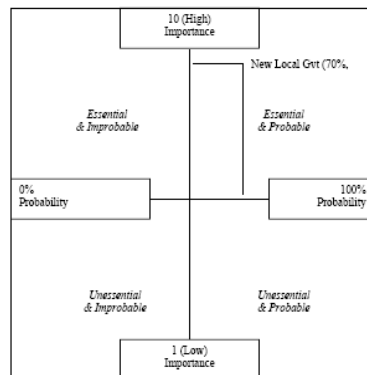 10 (High)
Importance
New Local Gvt (70%,
Essential
& Improbable
Essential
& Probable
0%
Probability
100%
Probability
Unessential
& Improbable
Unessential
& Probable
1 (Low)
Importance